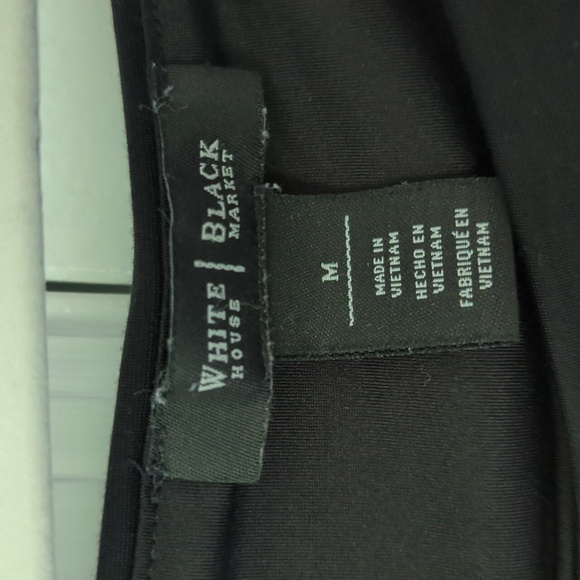 WHITE | BLACK
HOUSE | MARKET
M
MADE IN
VIETNAM
HECHO EN
VIETNAM
FABRIQUÉ EN
VIETNAM